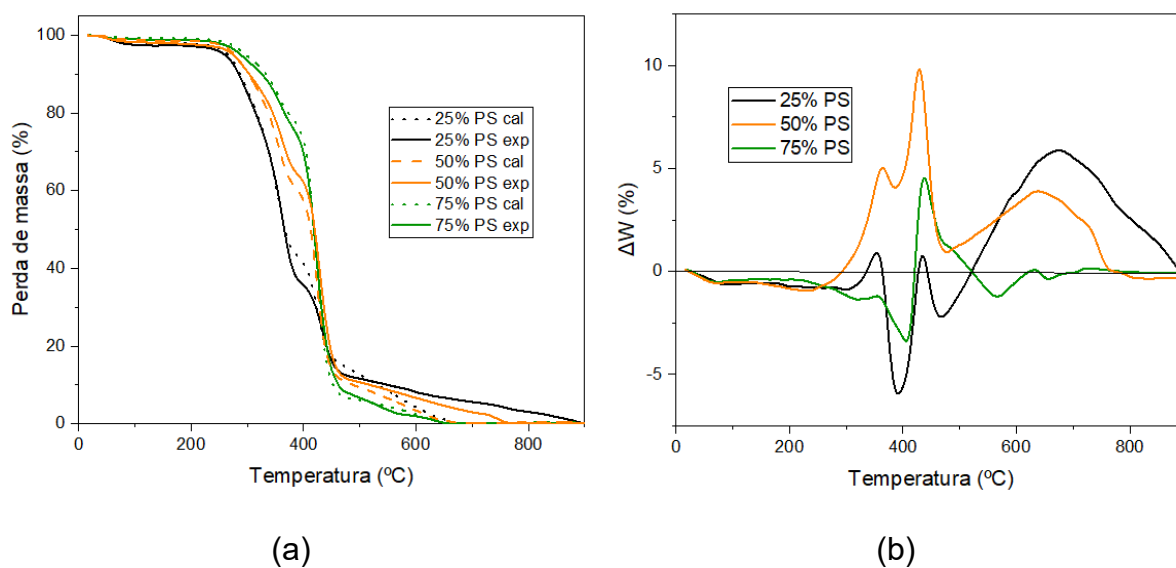 Perda de massa (%)
100
80
60
40
20
0
25% PS cal
25% PS exp
50% PS cal
50% PS exp
75% PS cal
75% PS exp
0 200 400 600 800
Temperatura (ºC)
(a)
ΔW (%)
10
5
0
-5
25% PS
50% PS
75% PS
0 200 400 600 800
Temperatura (ºC)
(b)